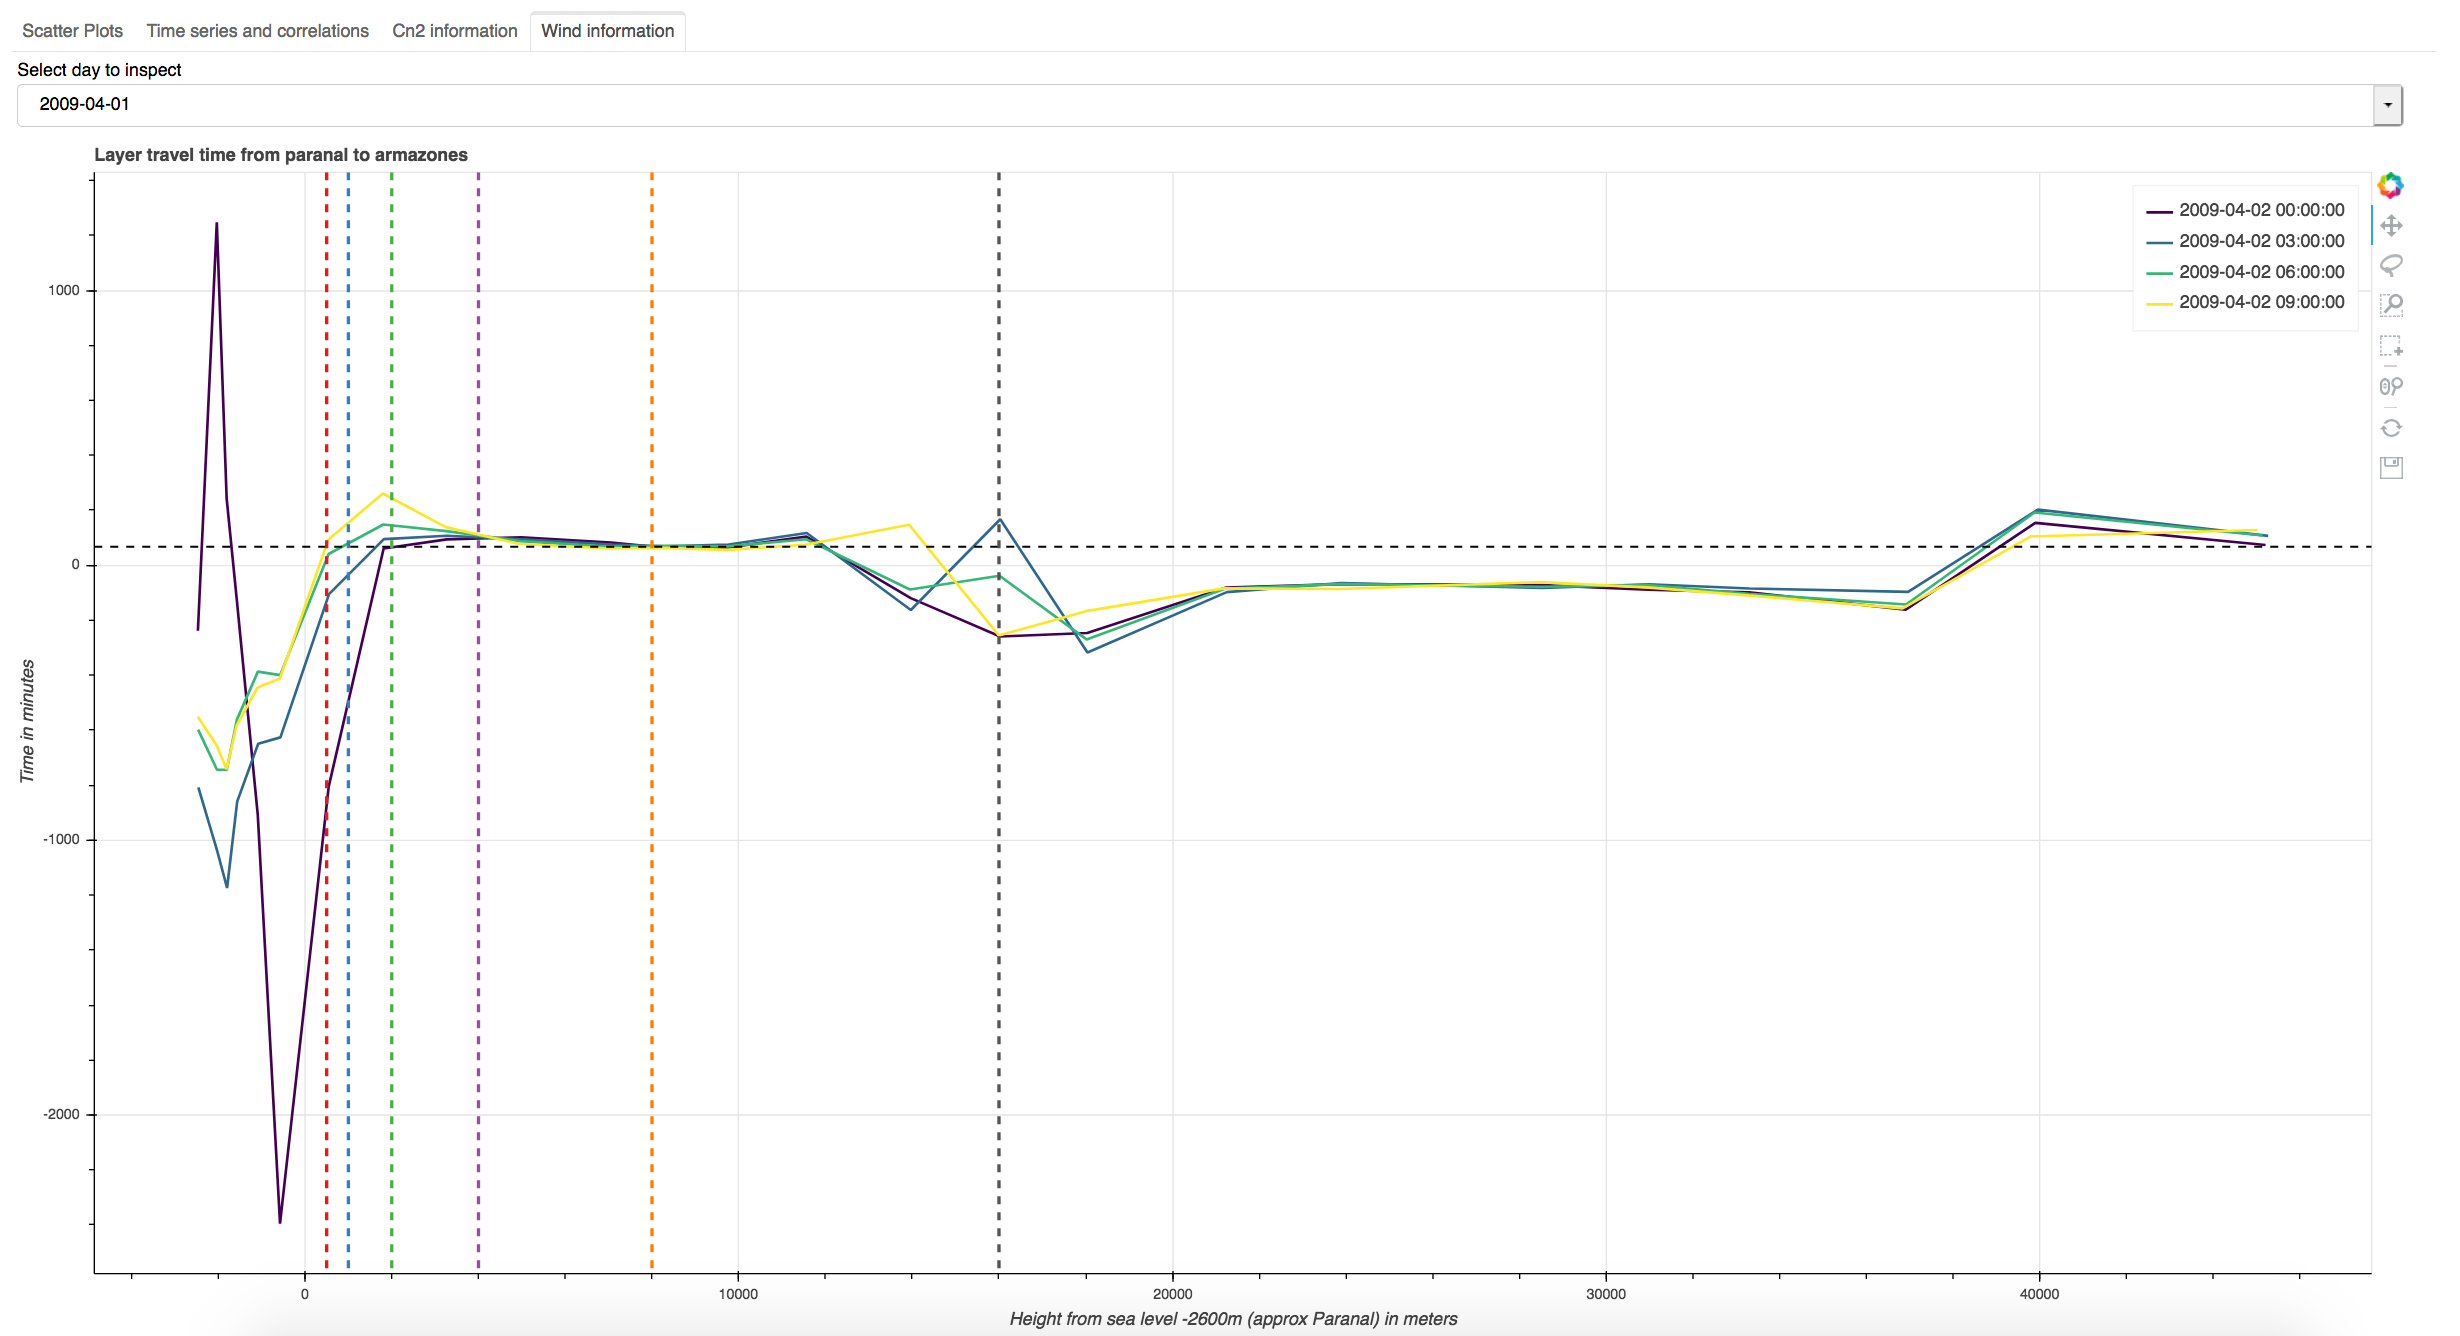 Scatter Plots Time series and correlations Cn2 information Wind information
Select day to inspect
2009-04-01
Layer travel time from paranal to armazones
2009-04-02 00:00:00
2009-04-02 03:00:00
2009-04-02 06:00:00
2009-04-02 09:00:00
1000
0
-1000
-2000
Time in minutes
0 10000 20000 30000 40000
Height from sea level -2600m (approx Paranal) in meters